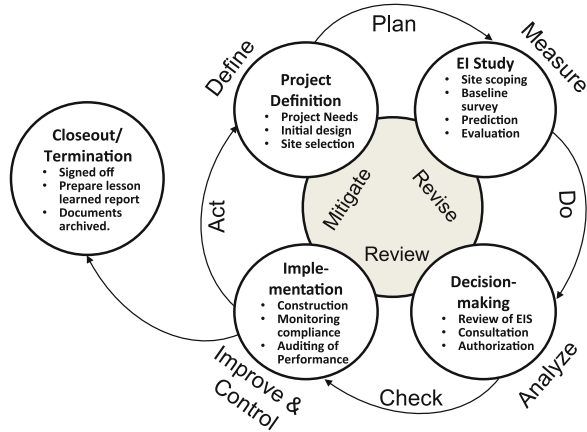 Plan
Define
Measure
Project
Definition
• Project Needs
• Initial design
• Site selection
EI Study
• Site scoping
• Baseline
survey
• Prediction
• Evaluation
Closeout/
Termination
• Signed off
• Prepare lesson
learned report
• Documents
archived.
Act
Mitigate
Revise
Review
Do
Imple-
mentation
• Construction
• Monitoring
compliance
• Auditing of
Performance
Decision-
making
• Review of EIS
• Consultation
• Authorization
Improve &
Control
Check
Analyze